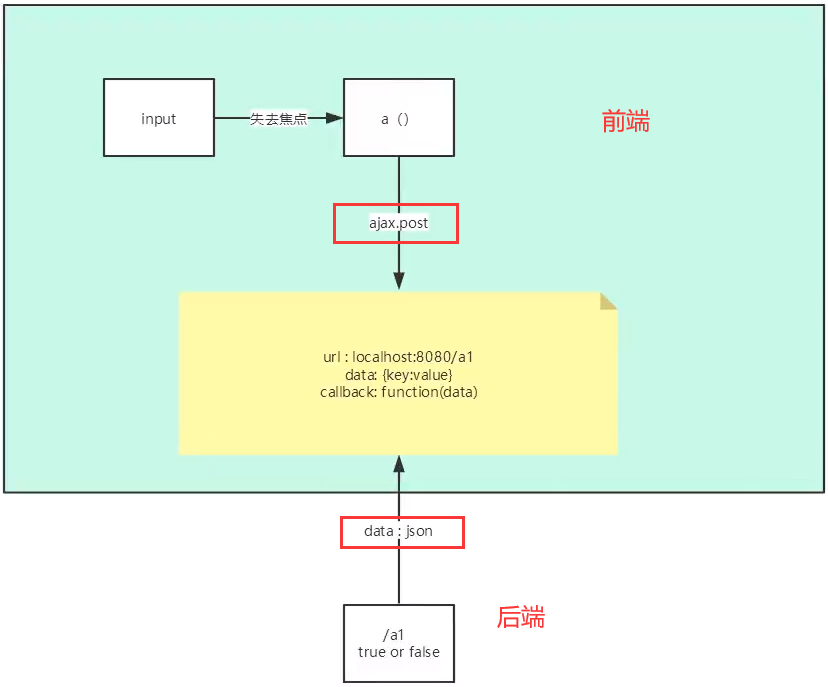 input
失去焦点
a（）
前端
ajax.post
url : localhost:8080/a1
data: {key:value}
callback: function(data)
data : json
/a1
true or false
后端